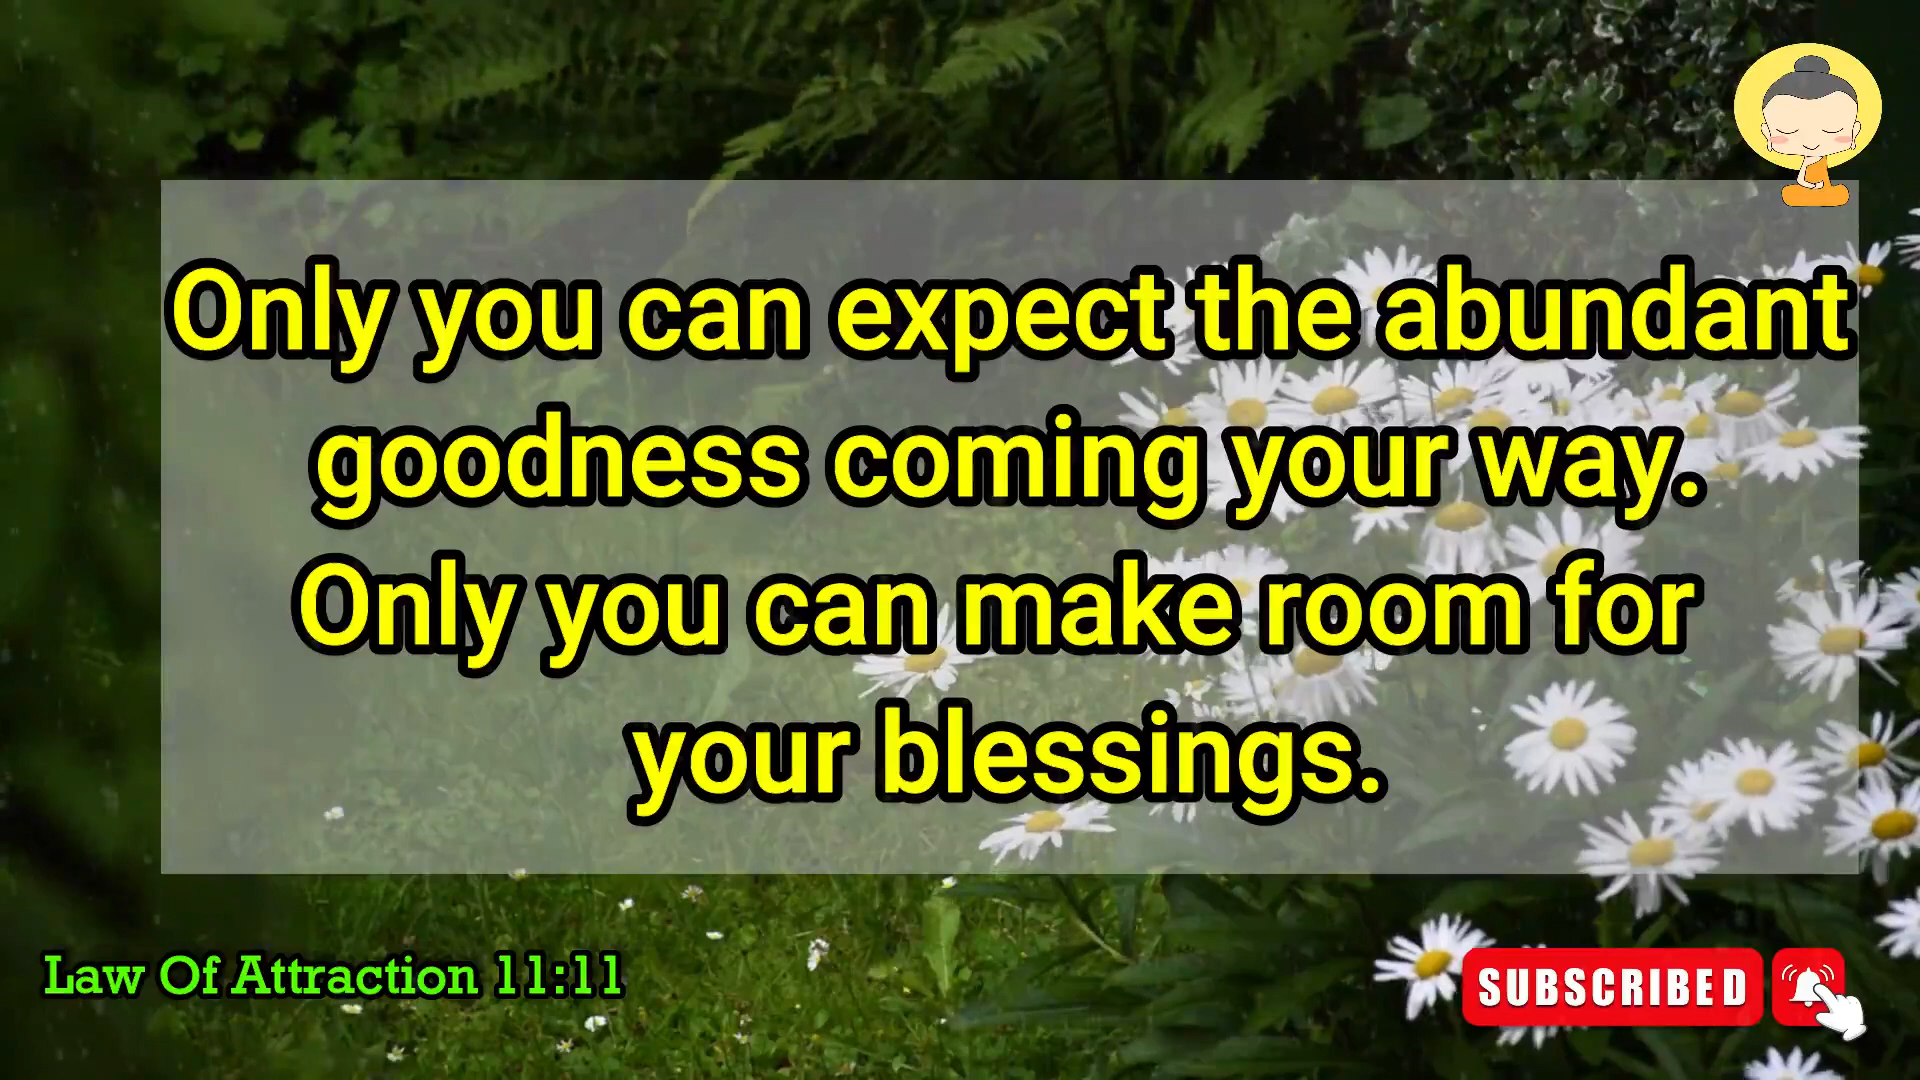 Only you can expect the abundant
goodness coming your way.
Only you can make room for
your blessings.
Law Of Attraction 11:11
SUBSCRIBED